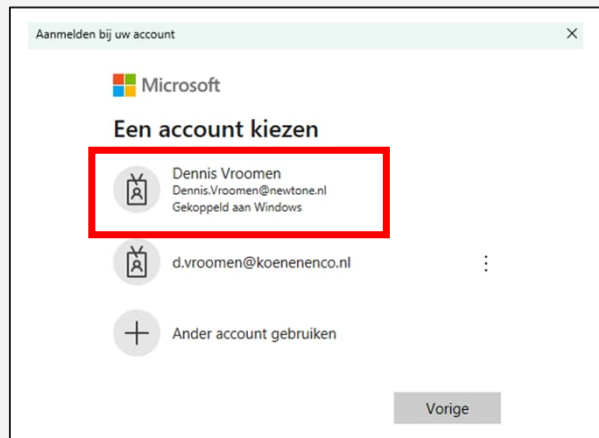 Aanmelden bij uw account
Microsoft
Een account kiezen
Dennis Vroomen
Dennis.Vroomen@newtone.nl
Gekoppeld aan Windows
d.vroomen@koenenenco.nl
Ander account gebruiken
Vorige